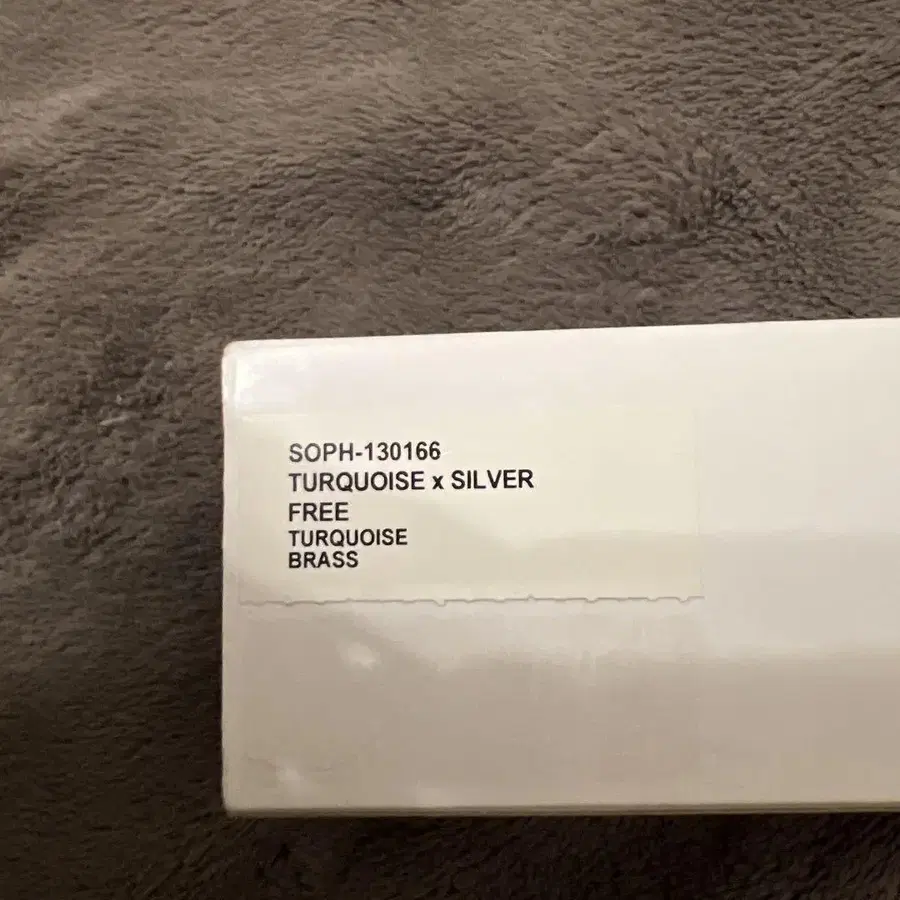 SOPH-130166
TURQUOISE x SILVER
FREE
TURQUOISE
BRASS